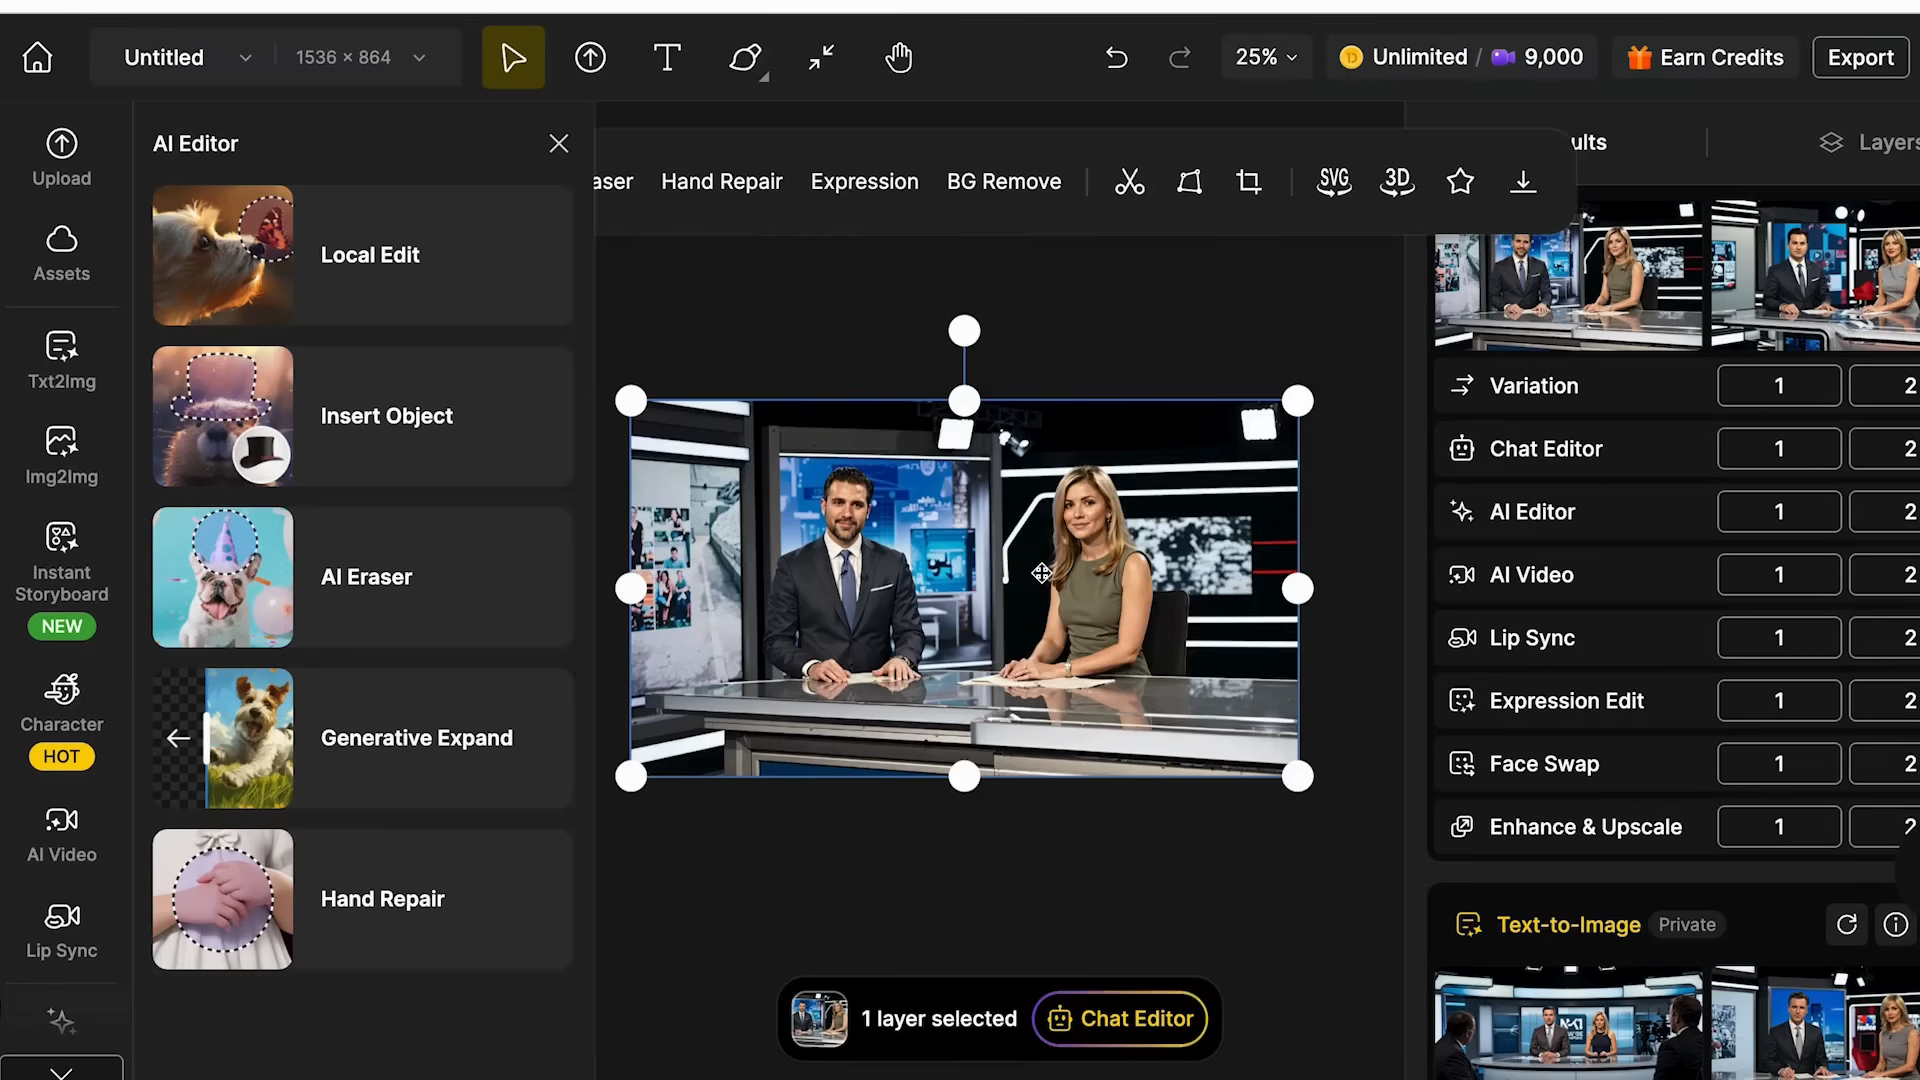 Untitled
1536 × 864
25%
Unlimited / 9,000
Earn Credits
Export
Upload
Assets
Txt2Img
Img2Img
Instant
Storyboard
NEW
Character
HOT
AI Video
Lip Sync
AI Editor
Local Edit
Insert Object
AI Eraser
Generative Expand
Hand Repair
aser
Hand Repair
Expression
BG Remove
SVG
3D
1 layer selected
Chat Editor
ults
Layers
Variation 1 2
Chat Editor 1 2
AI Editor 1 2
AI Video 1 2
Lip Sync 1 2
Expression Edit 1 2
Face Swap 1 2
Enhance & Upscale 1 2
Text-to-Image Private